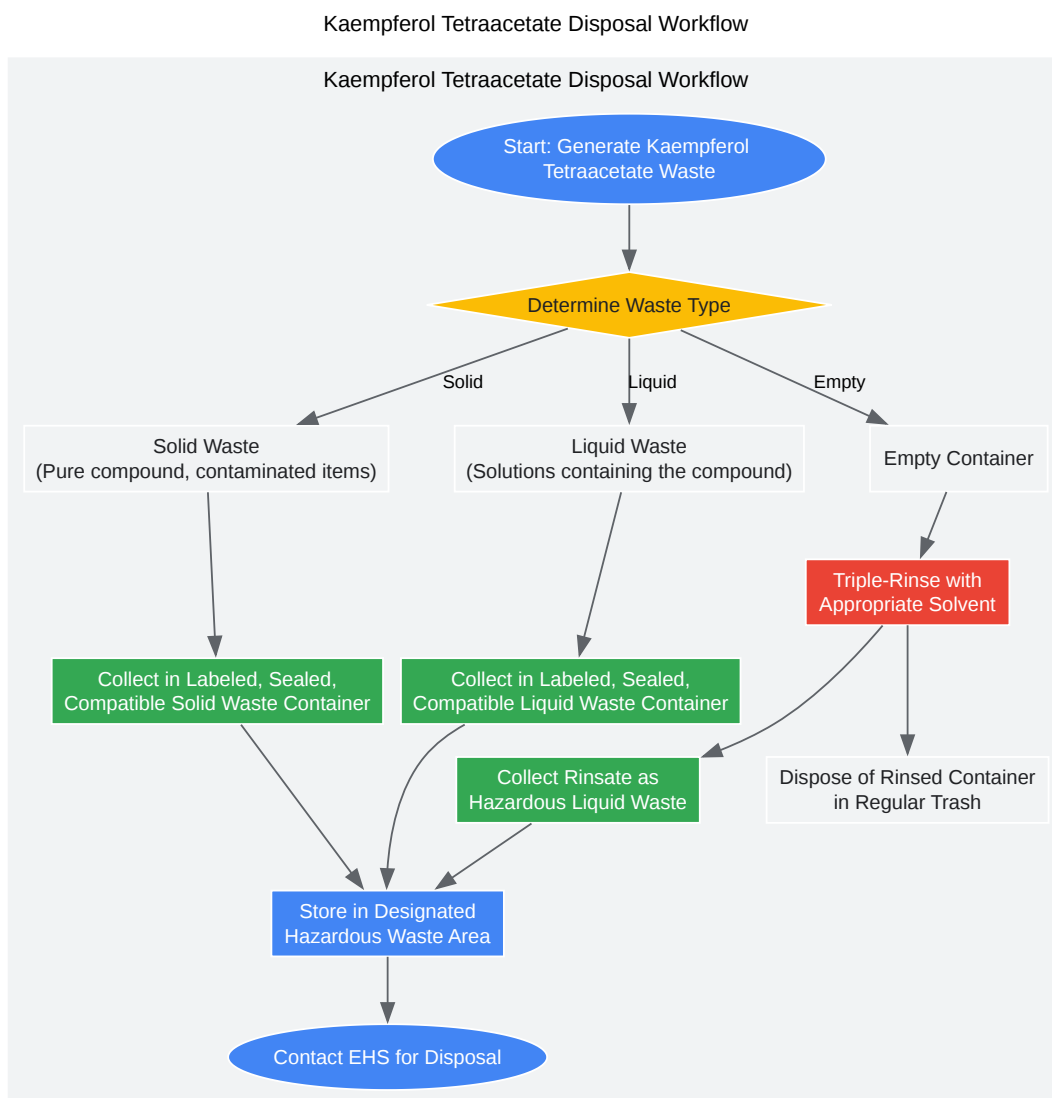 Kaempferol Tetraacetate Disposal Workflow
Kaempferol Tetraacetate Disposal Workflow
Start: Generate Kaempferol
Tetraacetate Waste
Determine Waste Type
Solid
Liquid
Empty
Solid Waste
(Pure compound, contaminated items)
Liquid Waste
(Solutions containing the compound)
Empty Container
Triple-Rinse with
Appropriate Solvent
Collect in Labeled, Sealed,
Compatible Solid Waste Container
Collect in Labeled, Sealed,
Compatible Liquid Waste Container
Collect Rinsate as
Hazardous Liquid Waste
Dispose of Rinsed Container
in Regular Trash
Store in Designated
Hazardous Waste Area
Contact EHS for Disposal